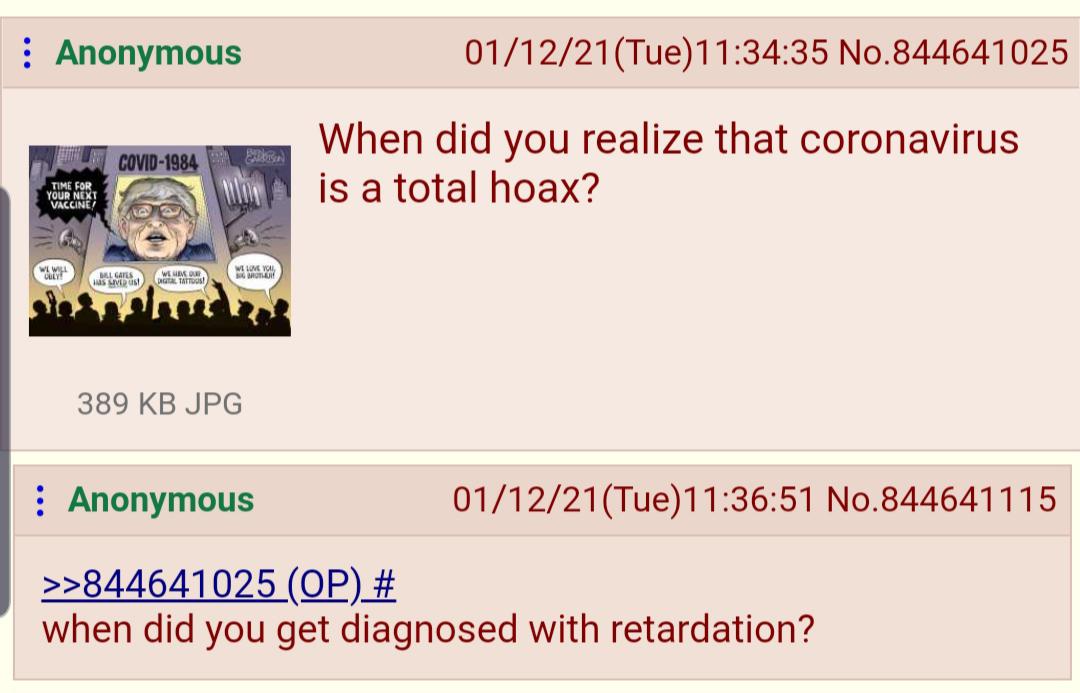 Anonymous 01/12/21(Tue)11:34:35 No.844641025
When did you realize that coronavirus
is a total hoax?
COVID-1984
TIME FOR
YOUR NEXT
VACCINE!
WE WILL
OBEY!
BILL GATES
HAS SAVED US!
WE HAVE OUR
DIGITAL TATTOOS!
WE LOVE YOU,
BIG BROTHER!
389 KB JPG
Anonymous 01/12/21(Tue)11:36:51 No.844641115
>>844641025 (OP) #
when did you get diagnosed with retardation?